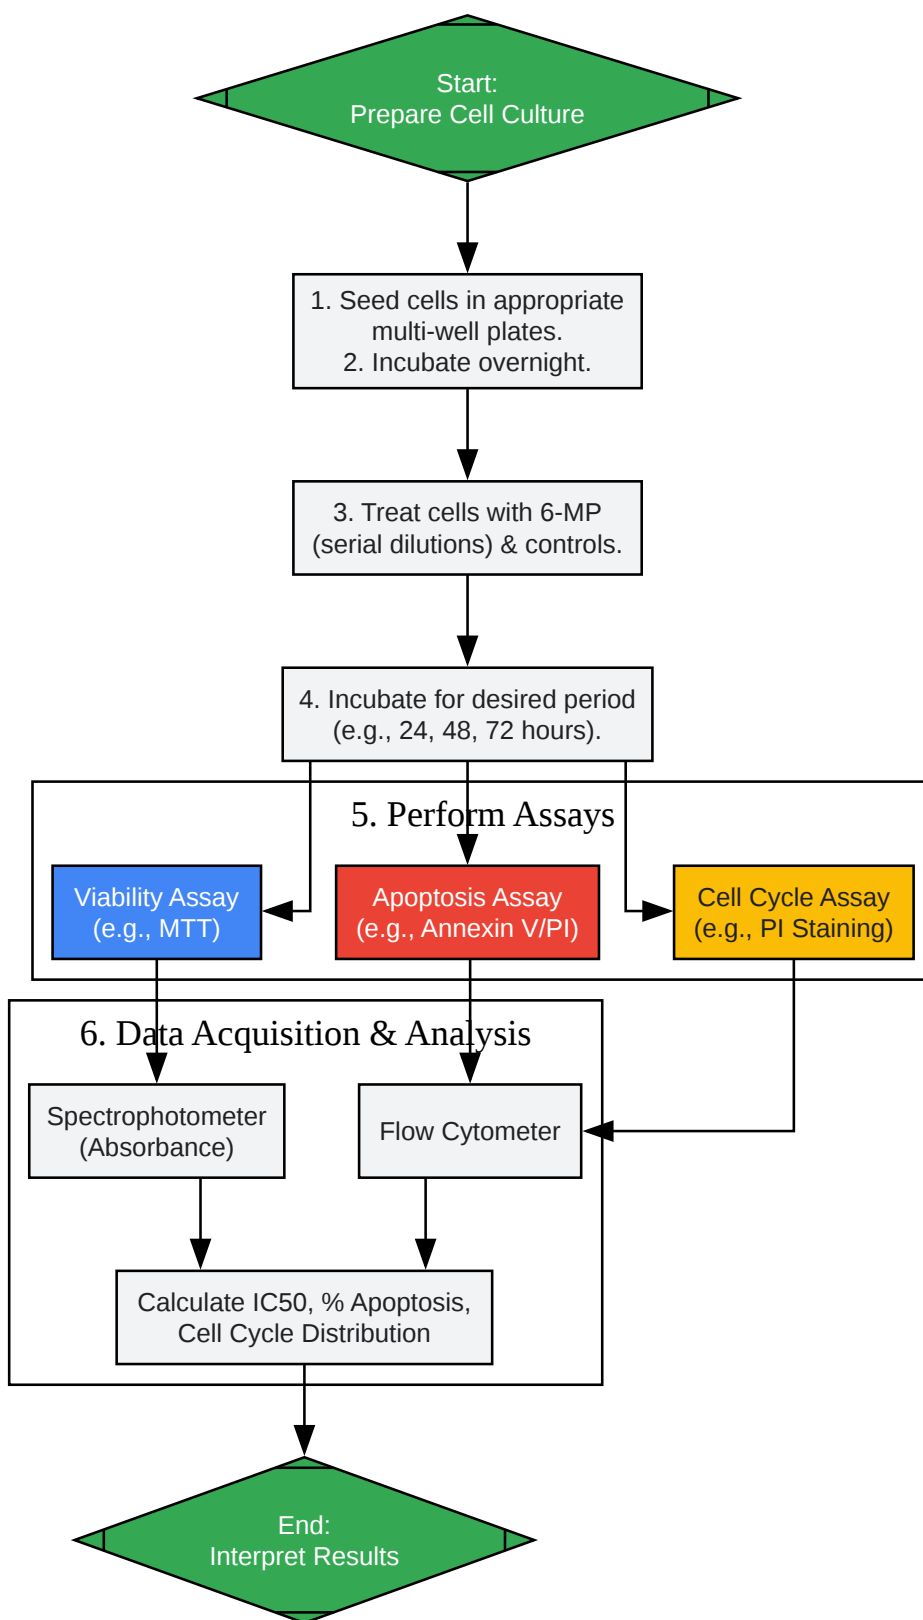 Start:
Prepare Cell Culture
1. Seed cells in appropriate
multi-well plates.
2. Incubate overnight.
3. Treat cells with 6-MP
(serial dilutions) & controls.
4. Incubate for desired period
(e.g., 24, 48, 72 hours).
5. Perform Assays
Viability Assay
(e.g., MTT)
Apoptosis Assay
(e.g., Annexin V/PI)
Cell Cycle Assay
(e.g., PI Staining)
6. Data Acquisition & Analysis
Spectrophotometer
(Absorbance)
Flow Cytometer
Calculate IC50, % Apoptosis,
Cell Cycle Distribution
End:
Interpret Results